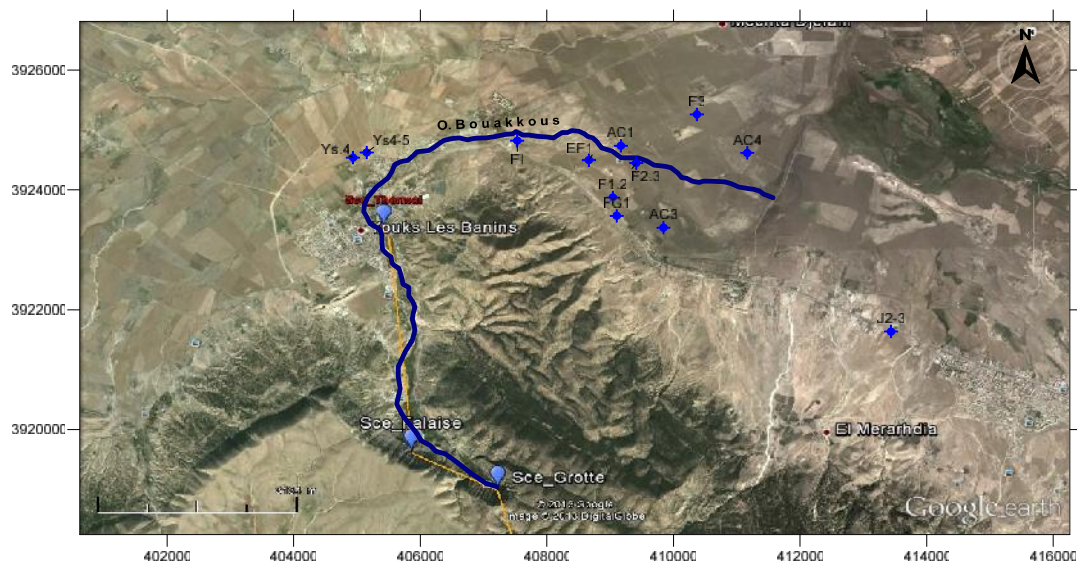 N
3926000
F3
O. Bouakkous
AC1
AC4
Ys4-5
Ys.4
EF1
FI
F2.3
3924000
F1.2
FG1
AC3
Youks Les Banins
3922000
J2-3
Sce_Falaise
3920000
El Merarhdia
Sce_Grotte
© 2013 Google
Image © 2013 DigitalGlobe
Google earth
402000
404000
406000
408000
410000
412000
414000
416000